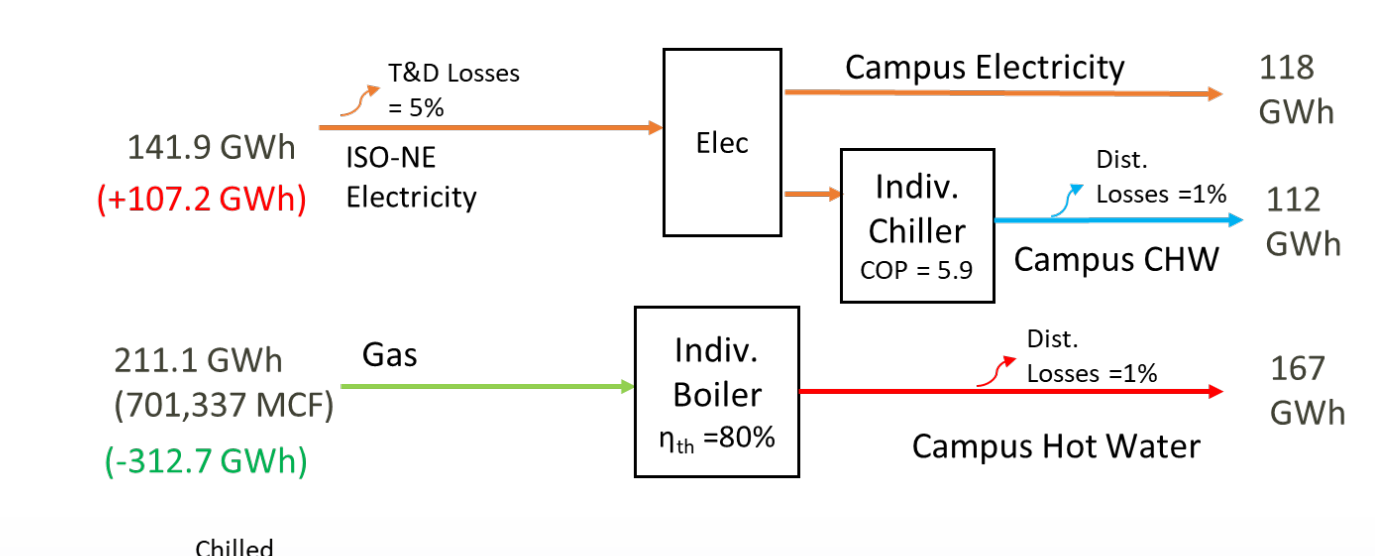 T&D Losses
= 5%
141.9 GWh
(+107.2 GWh)
ISO-NE
Electricity
Elec
Campus Electricity
118
GWh
Indiv.
Chiller
COP = 5.9
Dist.
Losses =1%
Campus CHW
112
GWh
211.1 GWh
(701,337 MCF)
(-312.7 GWh)
Gas
Indiv.
Boiler
ηth =80%
Dist.
Losses =1%
Campus Hot Water
167
GWh
Chilled